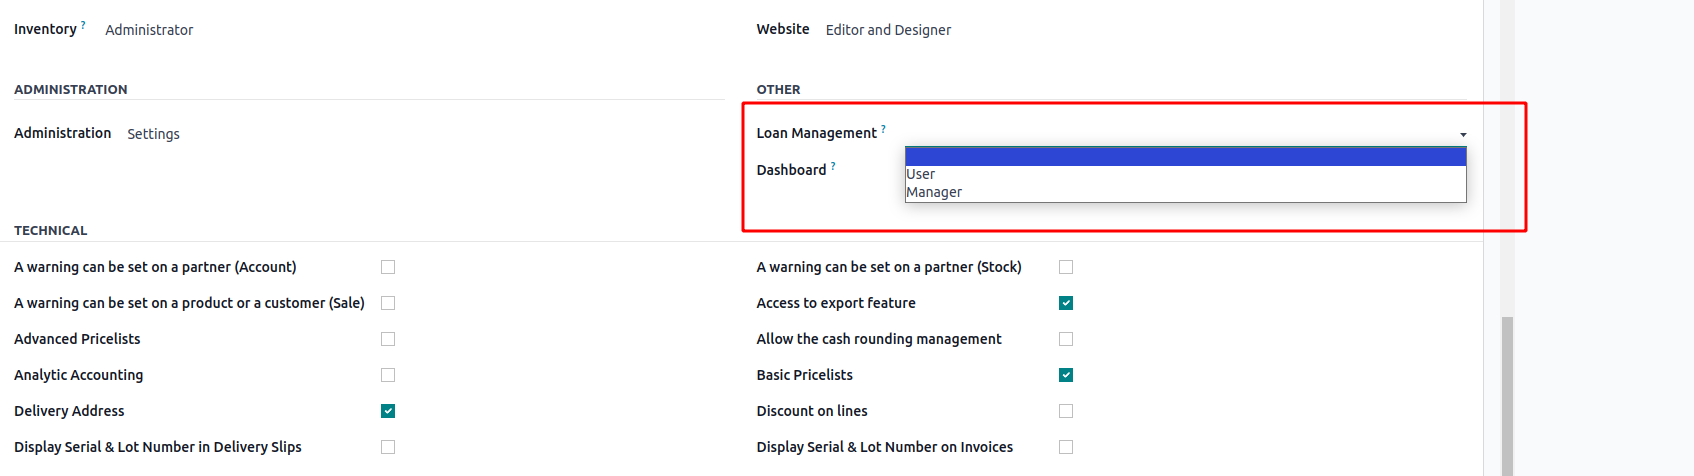 Inventory ? Administrator
Website Editor and Designer
ADMINISTRATION
OTHER
Administration Settings
Loan Management ?
Dashboard ?
User
Manager
TECHNICAL
A warning can be set on a partner (Account)
A warning can be set on a partner (Stock)
A warning can be set on a product or a customer (Sale)
Access to export feature
Advanced Pricelists
Allow the cash rounding management
Analytic Accounting
Basic Pricelists
Delivery Address
Discount on lines
Display Serial & Lot Number in Delivery Slips
Display Serial & Lot Number on Invoices